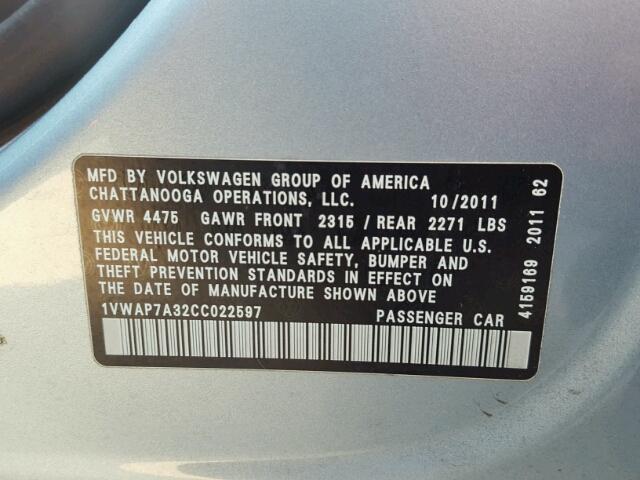 MFD BY VOLKSWAGEN GROUP OF AMERICA
CHATTANOOGA OPERATIONS, LLC. 10/2011
GVWR 4475 GAWR FRONT 2315 / REAR 2271 LBS
THIS VEHICLE CONFORMS TO ALL APPLICABLE U.S.
FEDERAL MOTOR VEHICLE SAFETY, BUMPER AND
THEFT PREVENTION STANDARDS IN EFFECT ON
THE DATE OF MANUFACTURE SHOWN ABOVE.
1VWAP7A32CC022597 PASSENGER CAR
4159169 2011 62